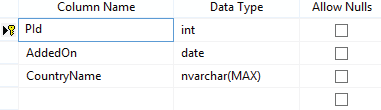 Column Name Data Type Allow Nulls
PId int
AddedOn date
CountryName nvarchar(MAX)